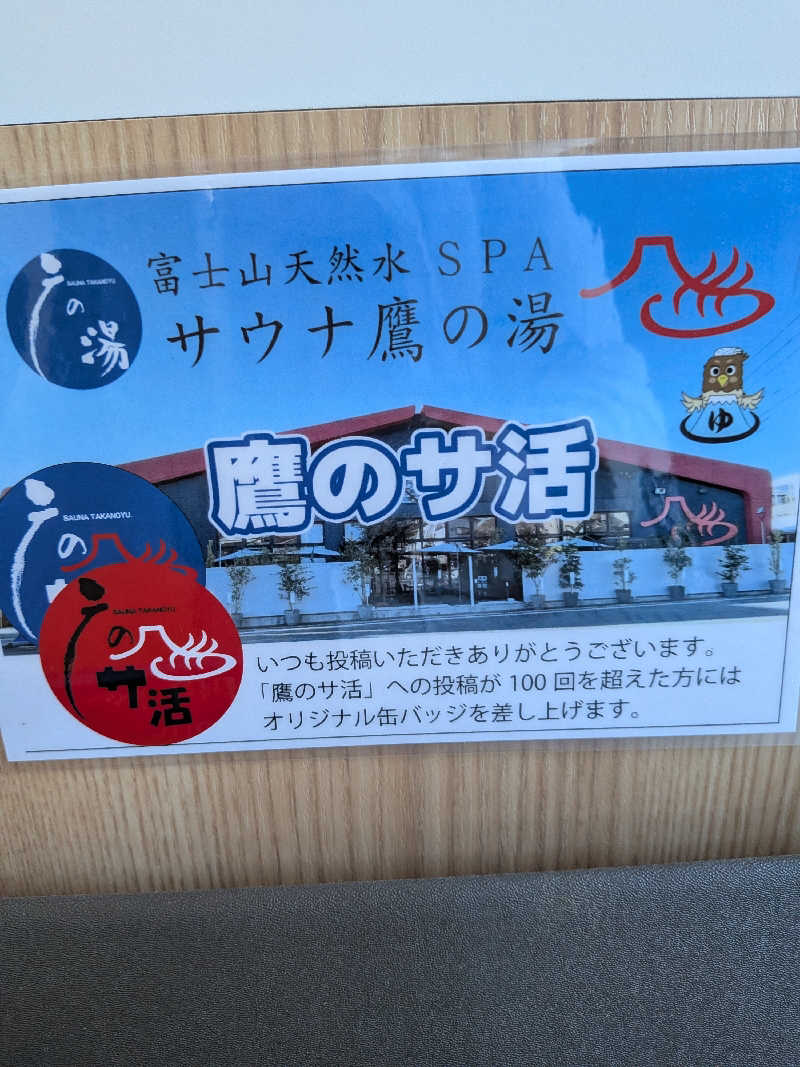 富士山天然水SPA
サウナ鷹の湯
SAUNA TAKANOYU
の
湯
ゆ
鷹のサ活
SAUNA TAKANOYU.
の
SAUNA TAKANOYU.
の
サ活
いつも投稿いただきありがとうございます。
「鷹のサ活」への投稿が100回を超えた方には
オリジナル缶バッジを差し上げます。